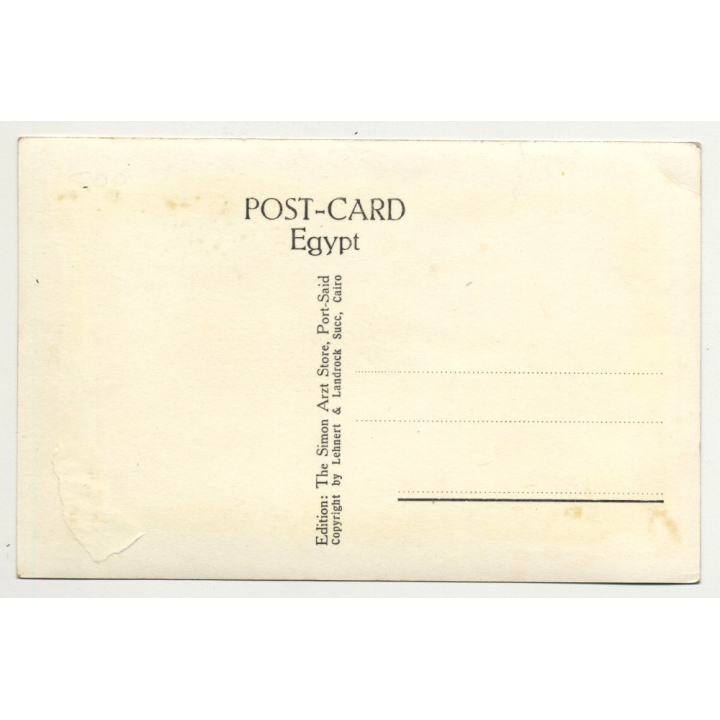 POST-CARD
Egypt
Edition: The Simon Arzt Store, Port-Said
Copyright by Lehnert & Landrock Succ, Cairo